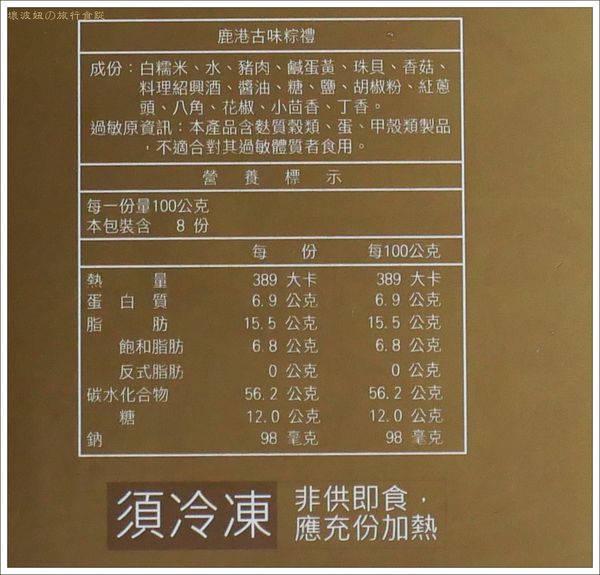 壞波妞の旅行食蹤
鹿港古味粽禮
成份：白糯米、水、豬肉、鹹蛋黃、珠貝、香菇、
料理紹興酒、醬油、糖、鹽、胡椒粉、紅蔥
頭、八角、花椒、小茴香、丁香。
過敏原資訊：本產品含麩質穀類、蛋、甲殼類製品
，不適合對其過敏體質者食用。
營養標示
每一份量100公克
本包裝含 8 份
每 份 每100公克
熱量 389 大卡 389 大卡
蛋白質 6.9 公克 6.9 公克
脂肪 15.5 公克 15.5 公克
飽和脂肪 6.8 公克 6.8 公克
反式脂肪 0 公克 0 公克
碳水化合物 56.2 公克 56.2 公克
糖 12.0 公克 12.0 公克
鈉 98 毫克 98 毫克
須冷凍 非供即食，
應充份加熱